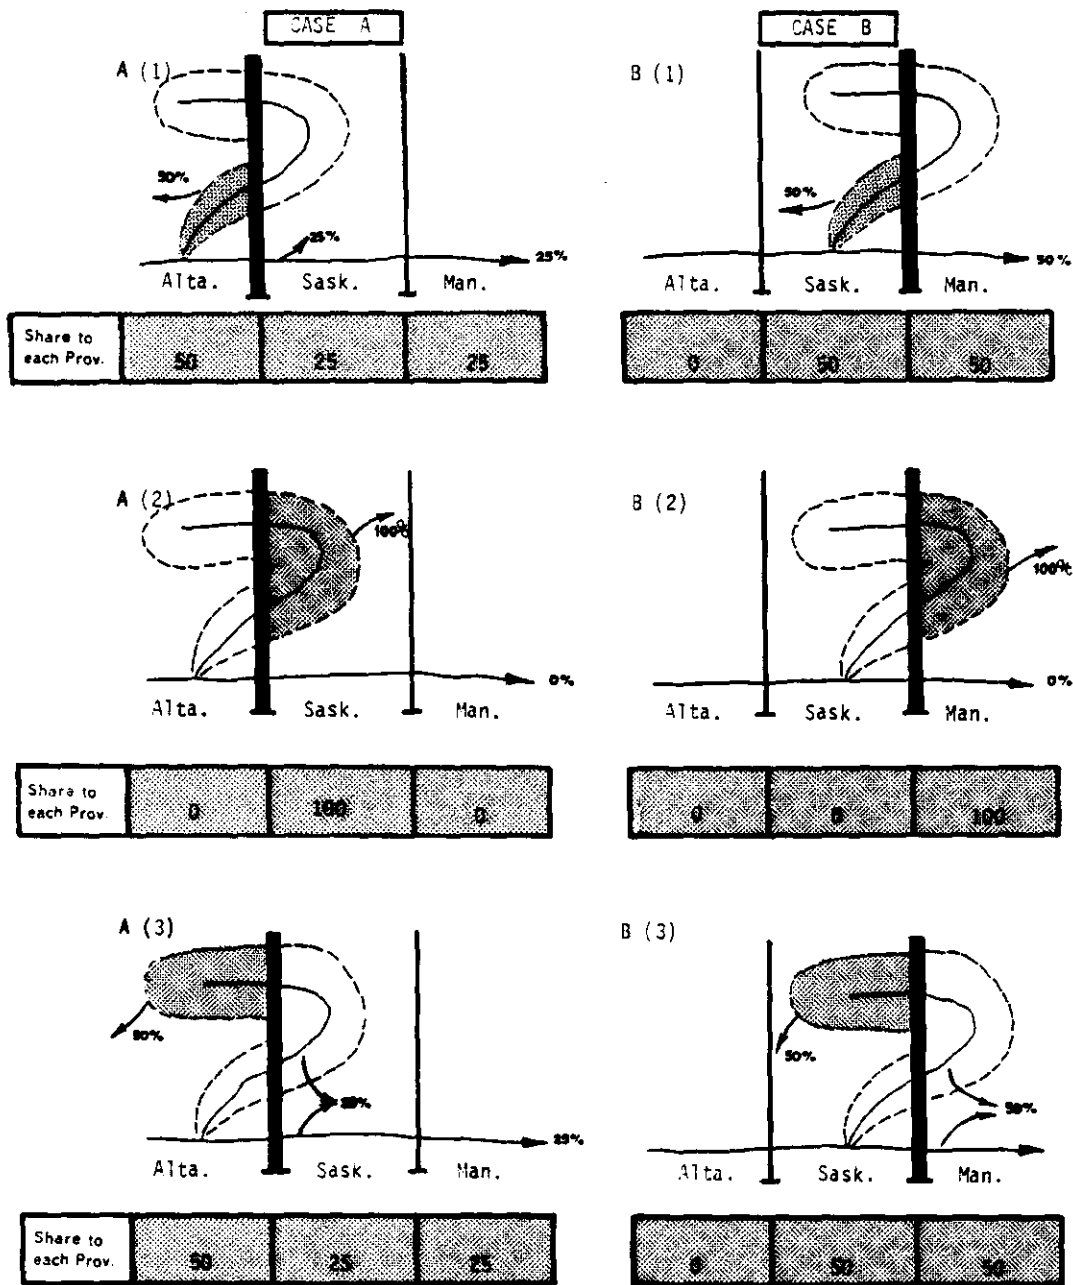 CASE A
CASE B
A (1)
50%
25%
25%
Alta. Sask. Man.
Share to
each Prov.
50 25 25
B (1)
50%
50%
Alta. Sask. Man.
0 50 50
A (2)
100%
0%
Alta. Sask. Man.
Share to
each Prov.
0 100 0
B (2)
100%
0%
Alta. Sask. Man.
0 0 100
A (3)
50%
25%
25%
Alta. Sask. Man.
Share to
each Prov.
50 25 25
B (3)
50%
50%
Alta. Sask. Man.
0 50 50